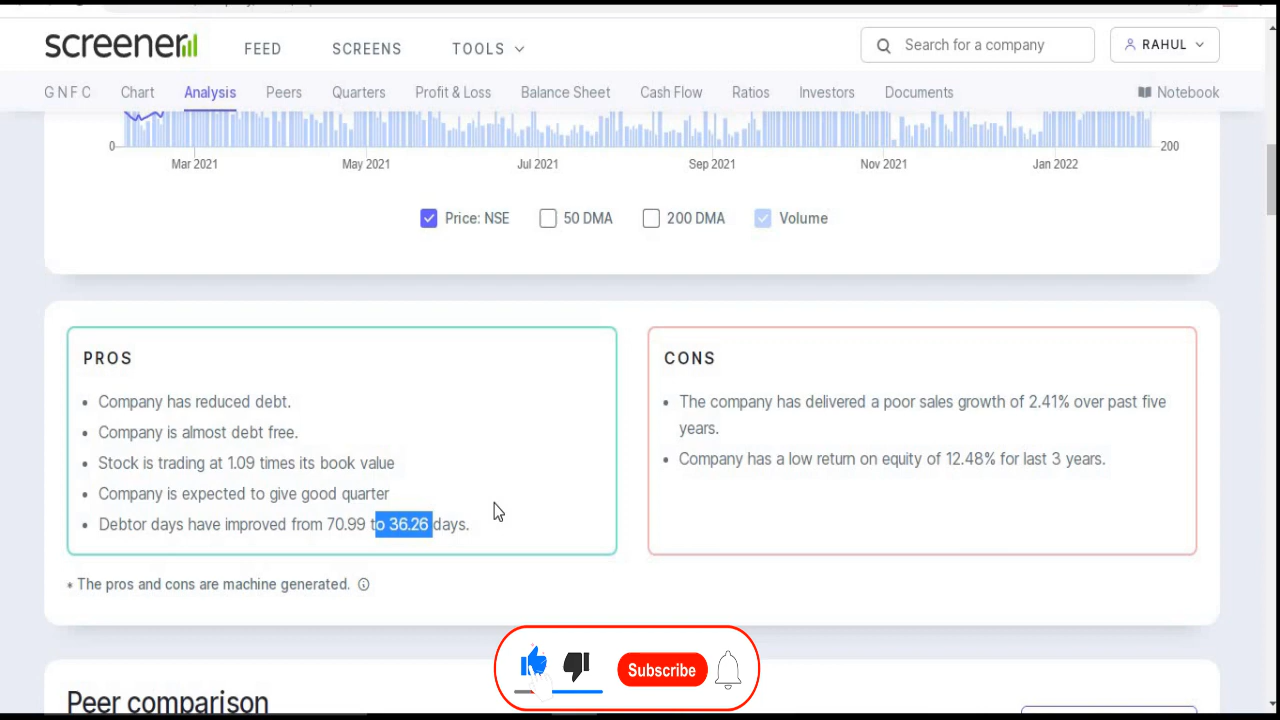 screener FEED SCREENS TOOLS Search for a company RAHUL
G N F C Chart Analysis Peers Quarters Profit & Loss Balance Sheet Cash Flow Ratios Investors Documents Notebook
0 200
Mar 2021 May 2021 Jul 2021 Sep 2021 Nov 2021 Jan 2022
Price: NSE 50 DMA 200 DMA Volume
PROS
Company has reduced debt.
Company is almost debt free.
Stock is trading at 1.09 times its book value
Company is expected to give good quarter
Debtor days have improved from 70.99 to 36.26 days.
CONS
The company has delivered a poor sales growth of 2.41% over past five
years.
Company has a low return on equity of 12.48% for last 3 years.
* The pros and cons are machine generated.
Subscribe
Peer comparison